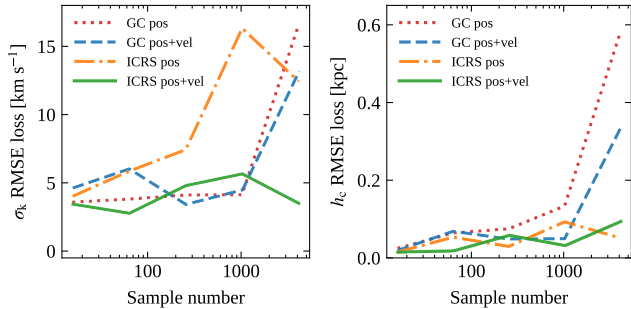 σk RMSE loss [km s−1]
15
10
5
0
GC pos
GC pos+vel
ICRS pos
ICRS pos+vel
100
1000
Sample number
hc RMSE loss [kpc]
0.6
0.4
0.2
0.0
GC pos
GC pos+vel
ICRS pos
ICRS pos+vel
100
1000
Sample number